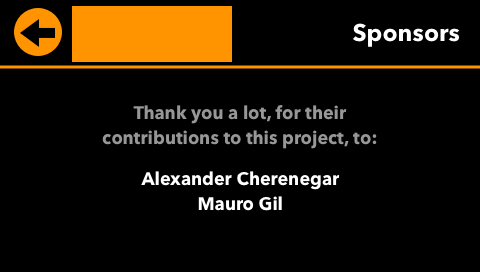 Sponsors
Thank you a lot, for their
contributions to this project, to:
Alexander Cherenegar
Mauro Gil